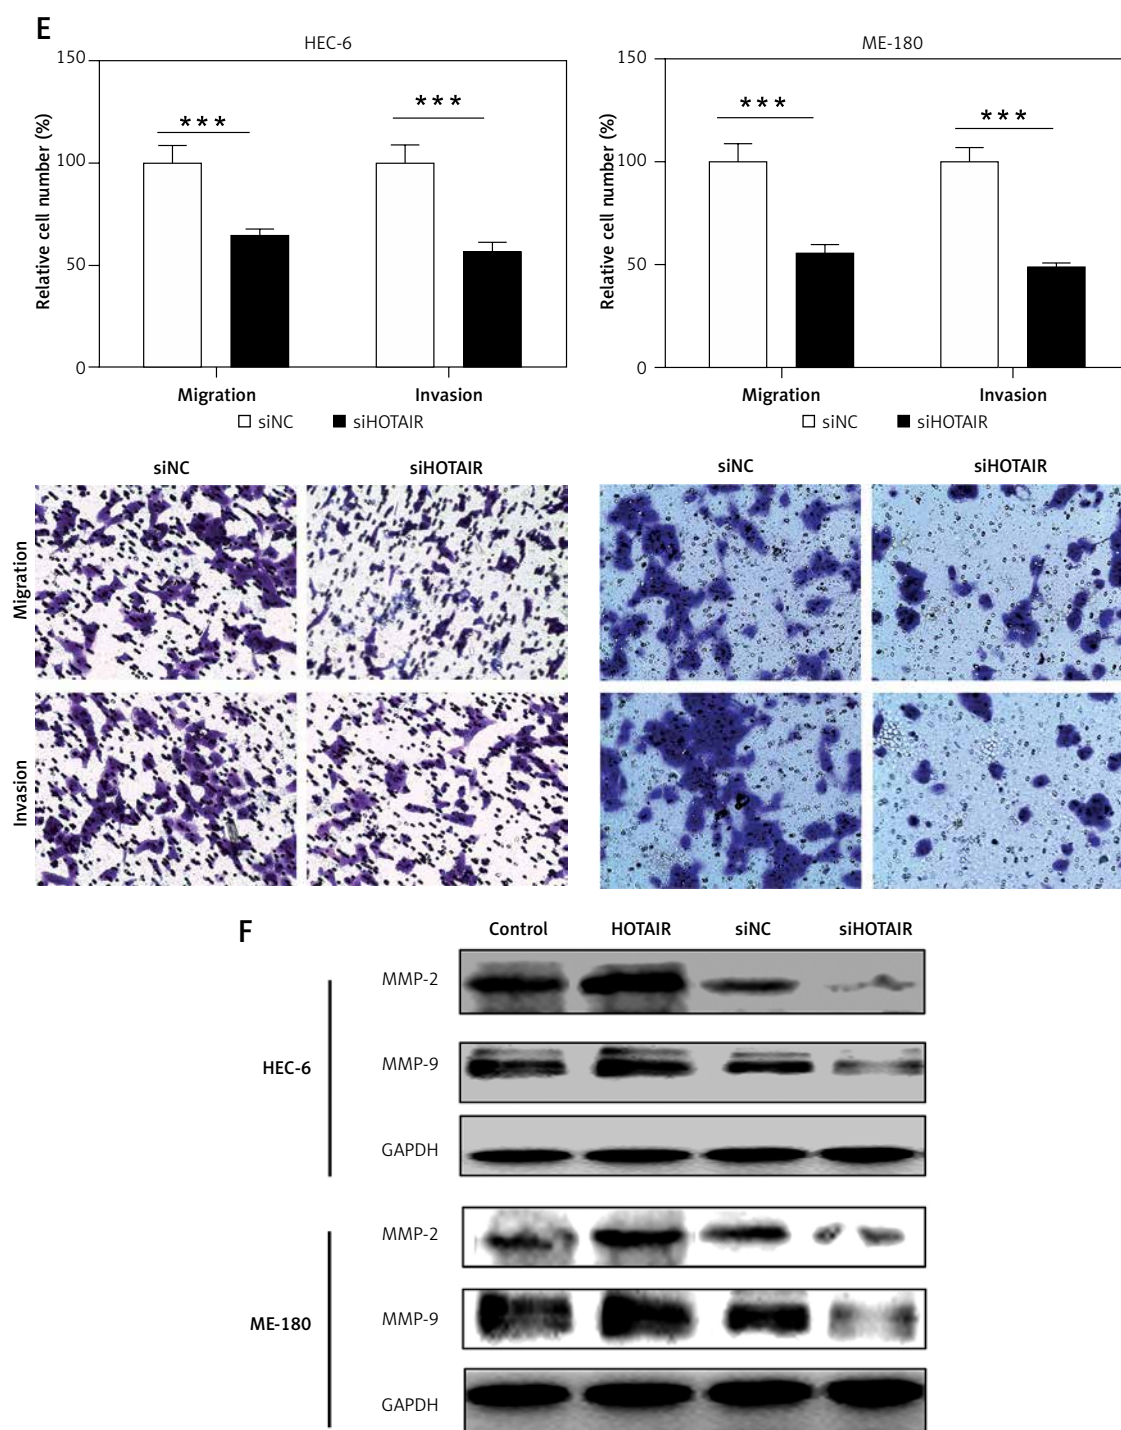 E
HEC-6
ME-180
Relative cell number (%)
150
100
50
0
***
***
Migration
Invasion
siNC
siHOTAIR
Relative cell number (%)
150
100
50
0
***
***
Migration
Invasion
siNC
siHOTAIR
siNC
siHOTAIR
siNC
siHOTAIR
Migration
Invasion
F
Control
HOTAIR
siNC
siHOTAIR
HEC-6
MMP-2
MMP-9
GAPDH
ME-180
MMP-2
MMP-9
GAPDH